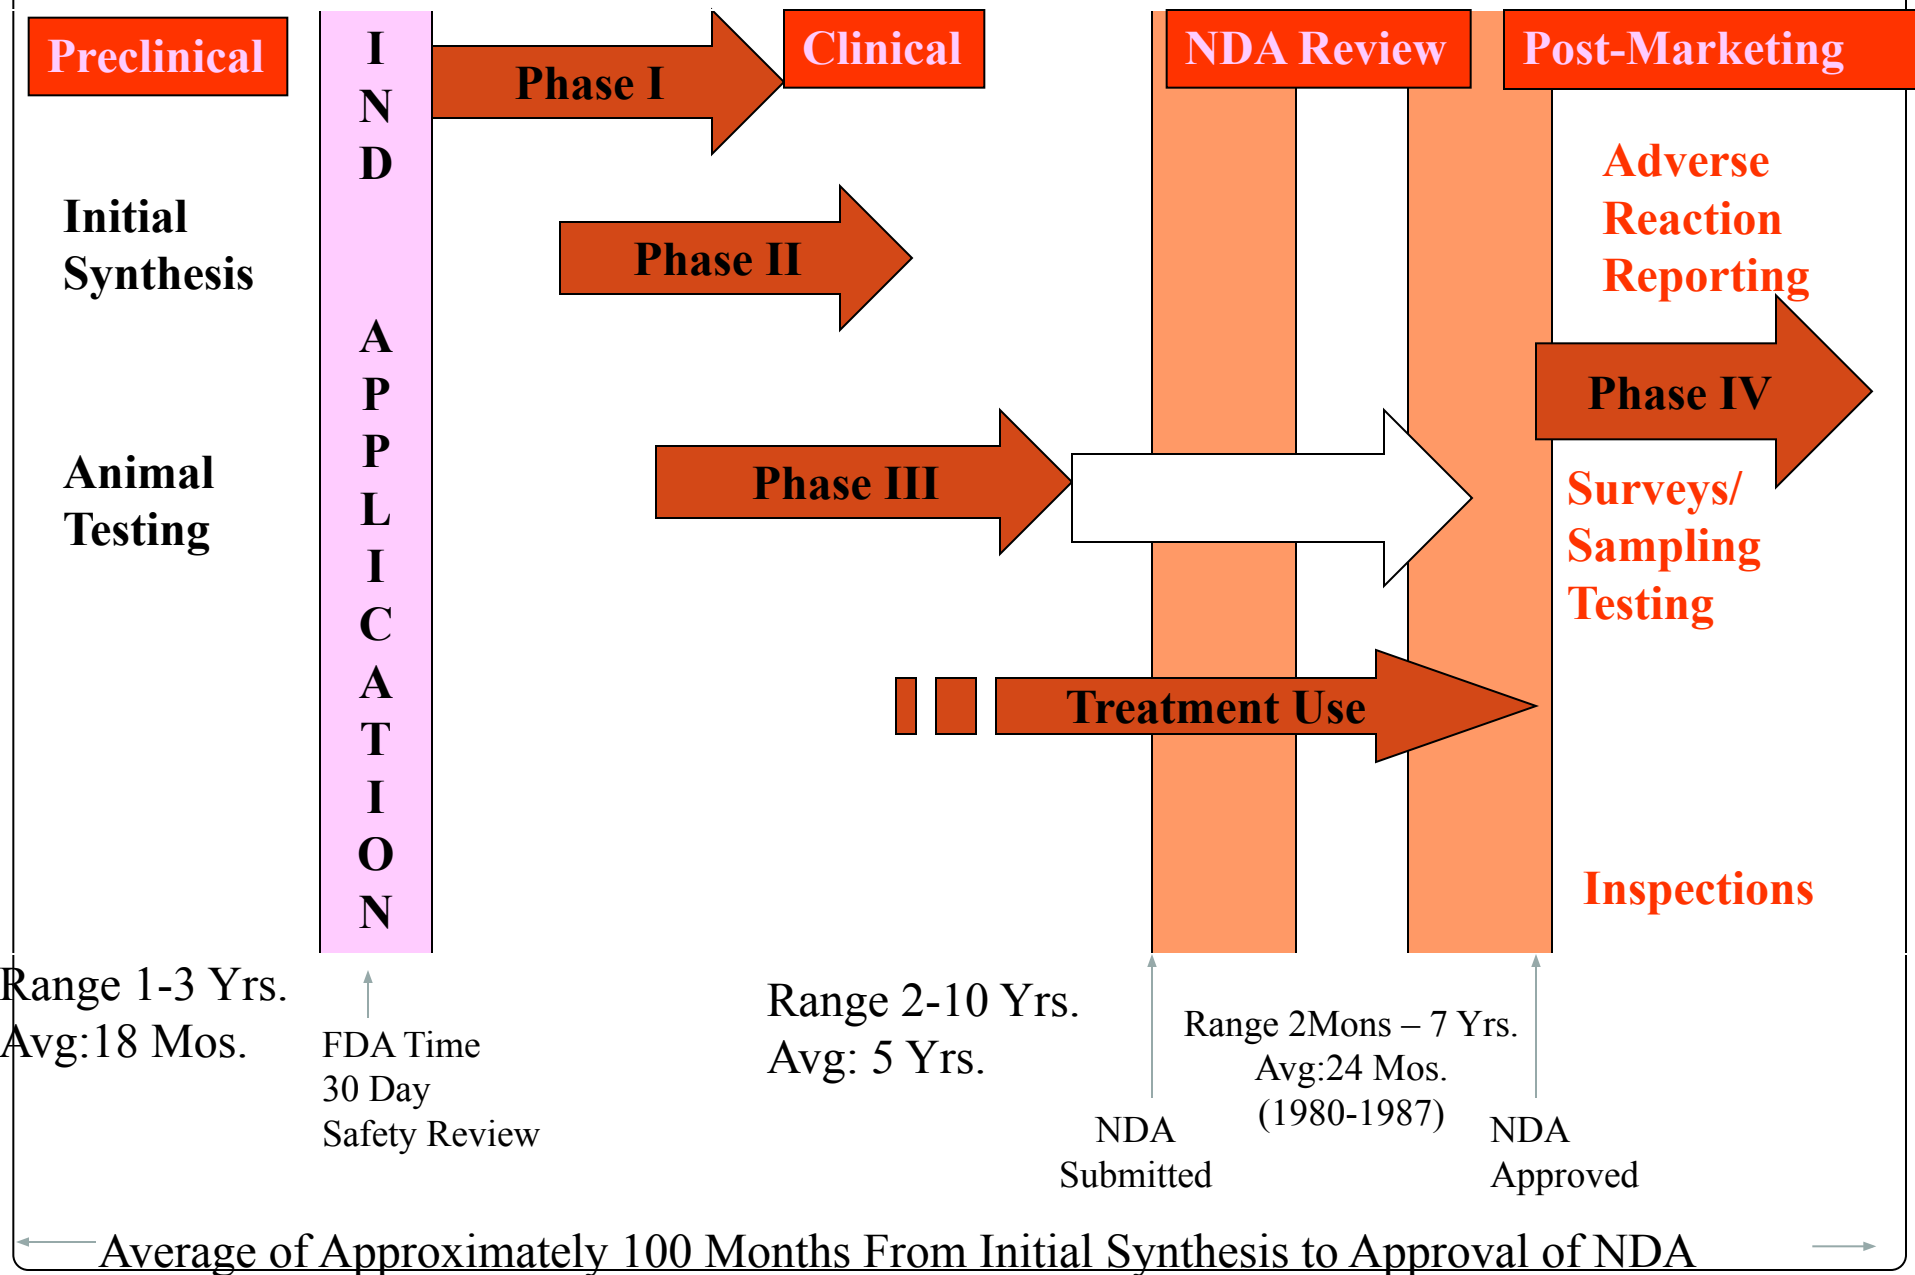 Preclinical
I
N
D
A
P
P
L
I
C
A
T
I
O
N
Phase I
Clinical
NDA Review
Post-Marketing
Initial
Synthesis
Animal
Testing
Phase II
Phase III
Treatment Use
Adverse
Reaction
Reporting
Phase IV
Surveys/
Sampling
Testing
Inspections
Range 1-3 Yrs.
Avg:18 Mos.
FDA Time
30 Day
Safety Review
Range 2-10 Yrs.
Avg: 5 Yrs.
NDA
Submitted
Range 2Mons – 7 Yrs.
Avg:24 Mos.
(1980-1987)
NDA
Approved
Average of Approximately 100 Months From Initial Synthesis to Approval of NDA